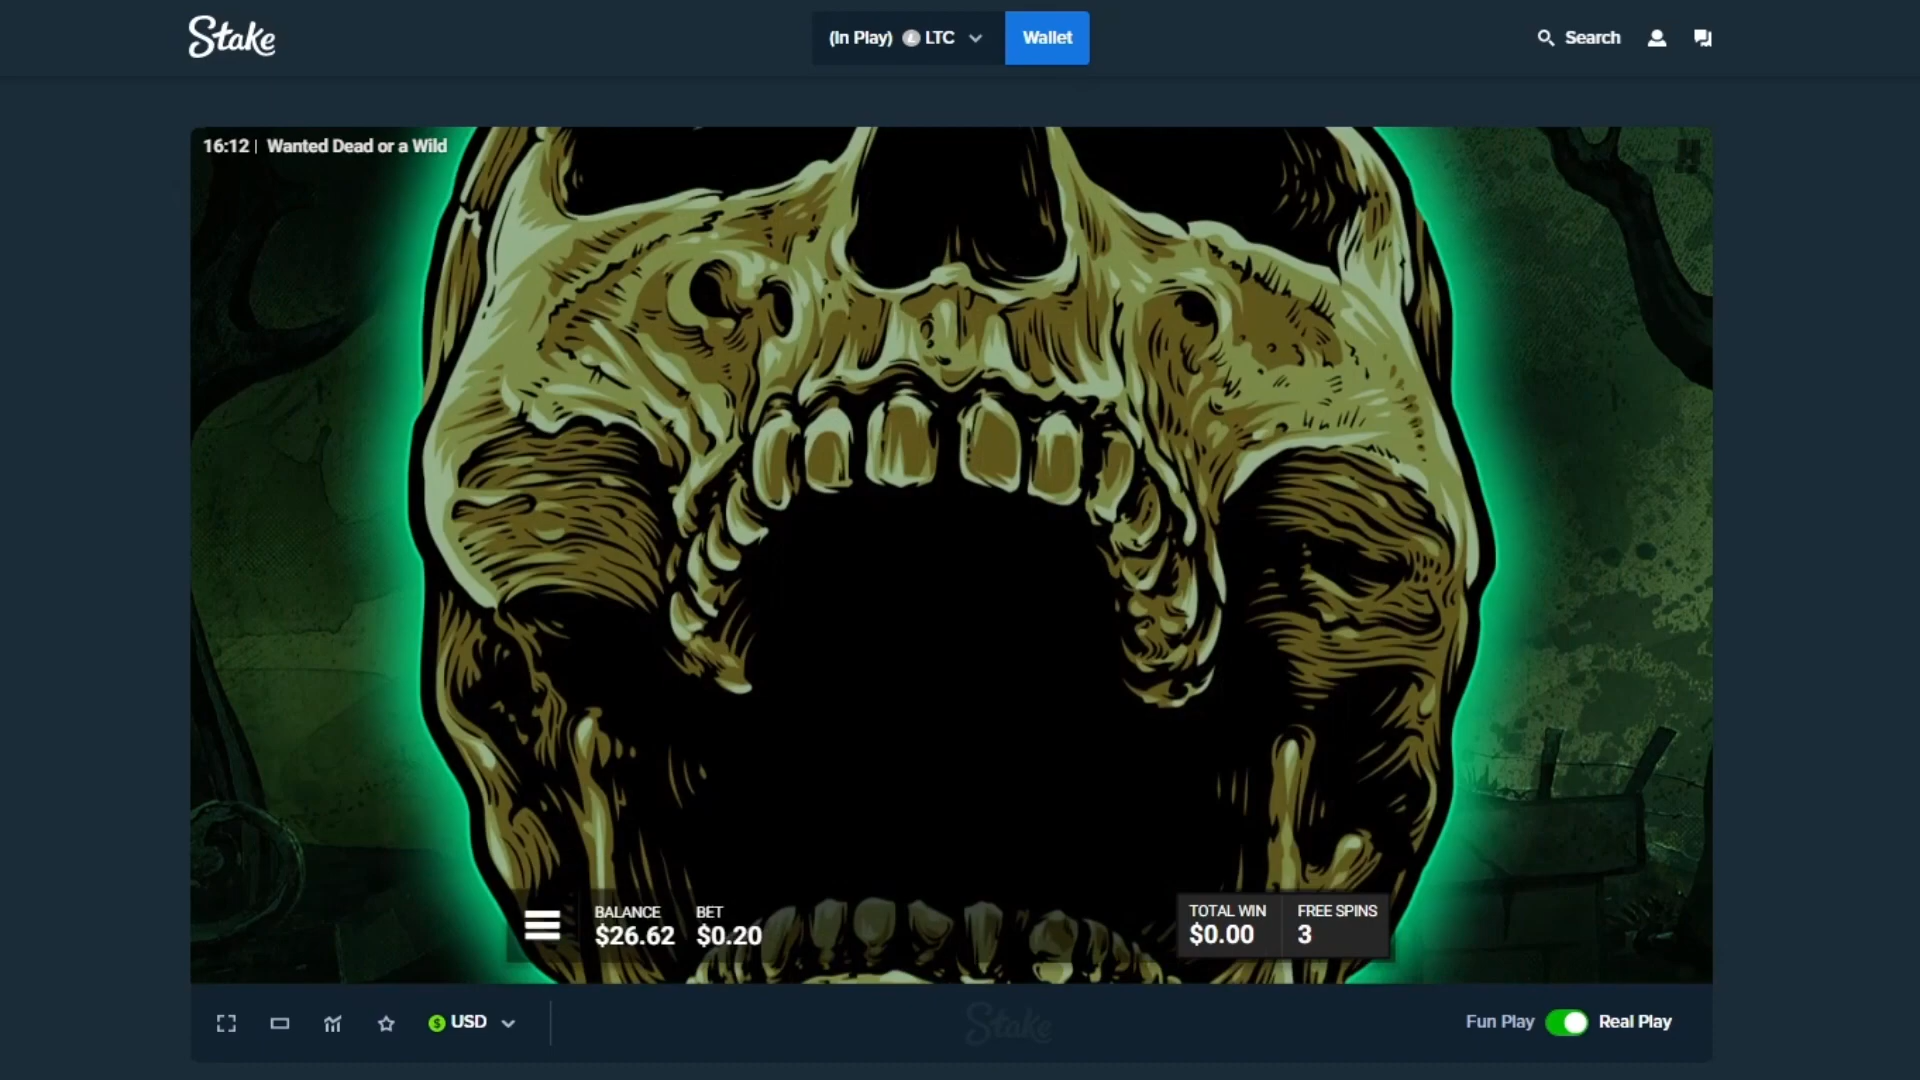 Stake
(In Play) LTC
Wallet
Search
16:12 | Wanted Dead or a Wild
BALANCE
$26.62
BET
$0.20
TOTAL WIN
$0.00
FREE SPINS
3
USD
Stake
Fun Play
Real Play